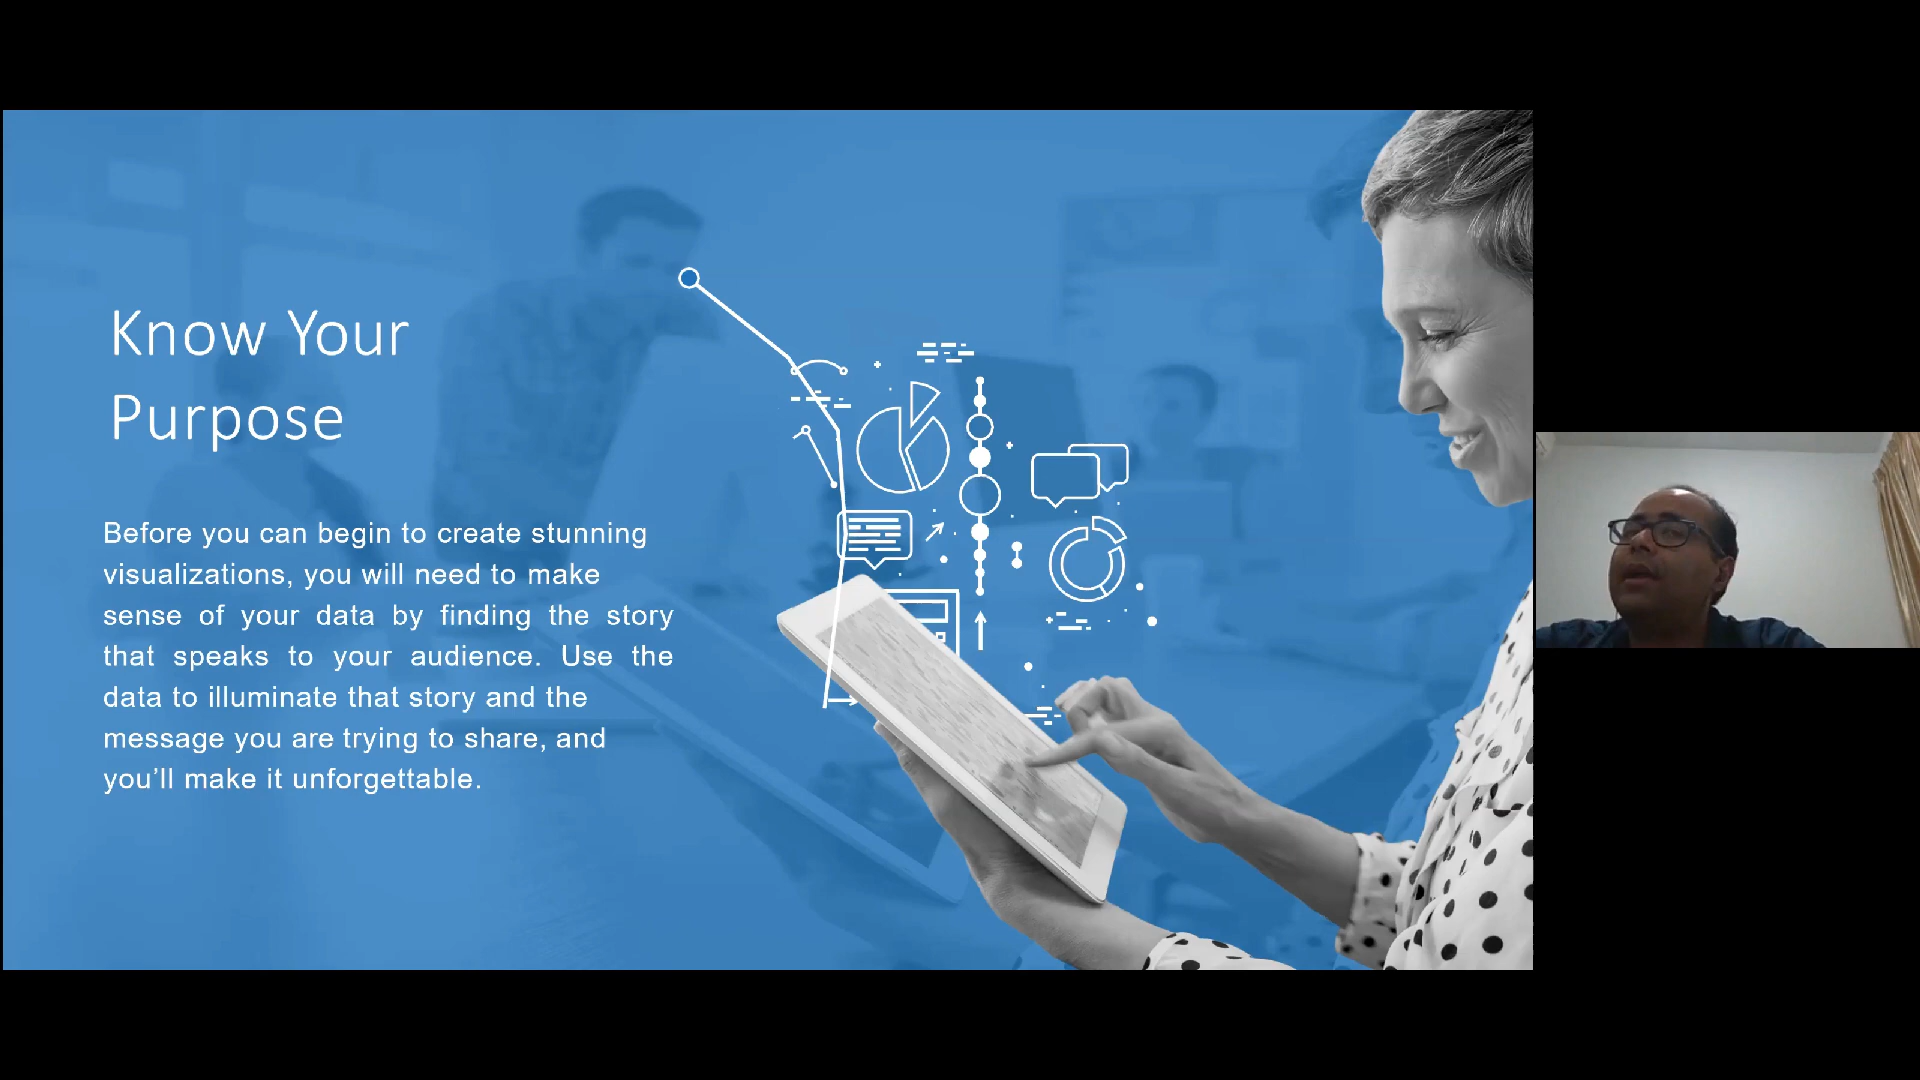 Know Your
Purpose
Before you can begin to create stunning
visualizations, you will need to make
sense of your data by finding the story
that speaks to your audience. Use the
data to illuminate that story and the
message you are trying to share, and
you’ll make it unforgettable.